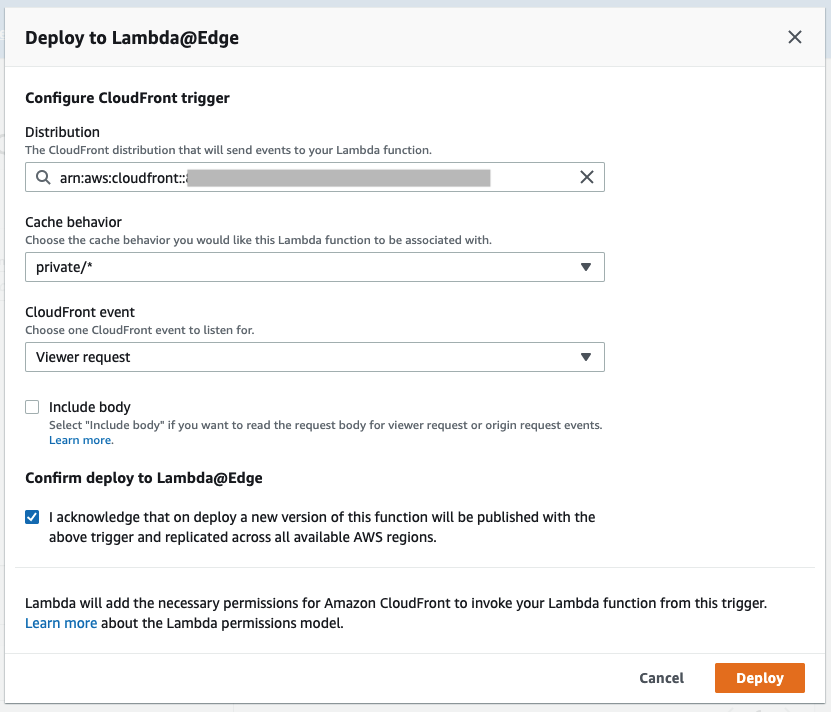 Deploy to Lambda@Edge
Configure CloudFront trigger
Distribution
The CloudFront distribution that will send events to your Lambda function.
arn:aws:cloudfront::
Cache behavior
Choose the cache behavior you would like this Lambda function to be associated with.
private/*
CloudFront event
Choose one CloudFront event to listen for.
Viewer request
Include body
Select "Include body" if you want to read the request body for viewer request or origin request events.
Learn more.
Confirm deploy to Lambda@Edge
I acknowledge that on deploy a new version of this function will be published with the
above trigger and replicated across all available AWS regions.
Lambda will add the necessary permissions for Amazon CloudFront to invoke your Lambda function from this trigger.
Learn more about the Lambda permissions model.
Cancel
Deploy